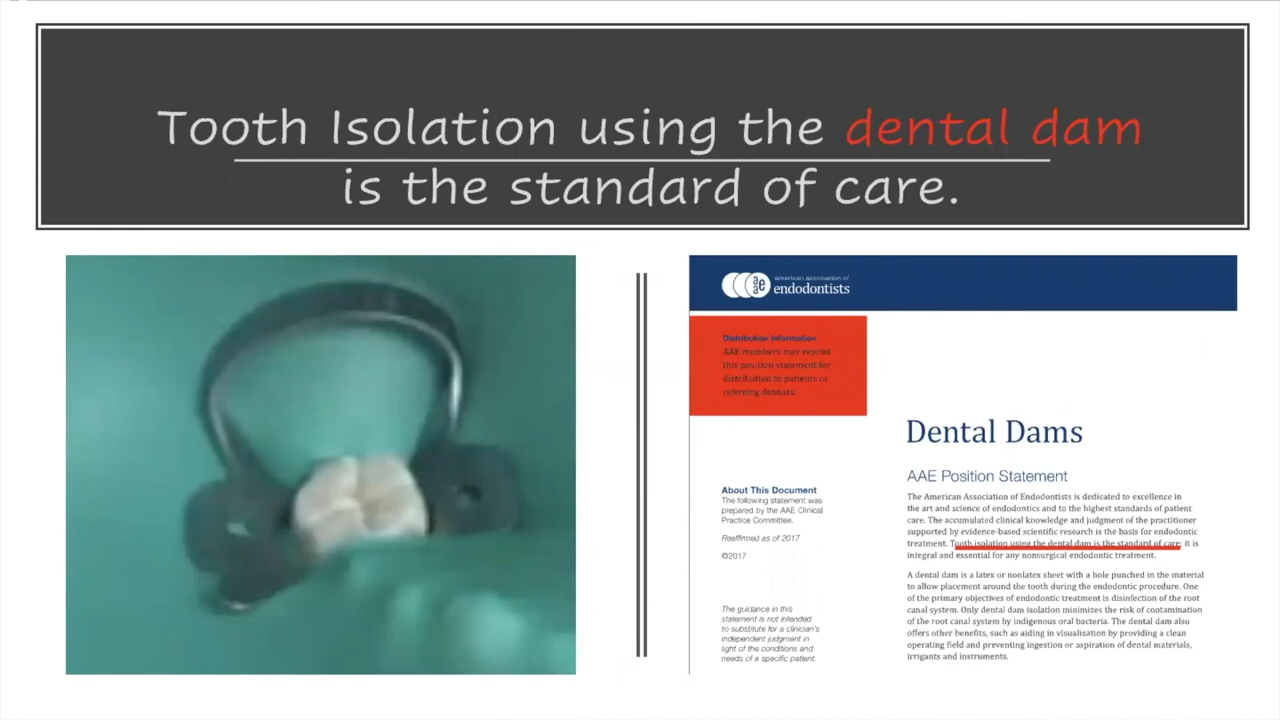 Tooth Isolation using the dental dam
is the standard of care.
american association of
endodontists
aae
Distribution Information
AAE members may reprint
this position statement for
distribution to patients or
referring dentists.
Dental Dams
AAE Position Statement
The American Association of Endodontists is dedicated to excellence in
the art and science of endodontics and to the highest standards of patient
care. The accumulated clinical knowledge and judgment of the practitioner
supported by evidence-based scientific research is the basis for endodontic
treatment. Tooth isolation using the dental dam is the standard of care; it is
integral and essential for any nonsurgical endodontic treatment.
A dental dam is a latex or nonlatex sheet with a hole punched in the material
to allow placement around the tooth during the endodontic procedure. One
of the primary objectives of endodontic treatment is disinfection of the root
canal system. Only dental dam isolation minimizes the risk of contamination
of the root canal system by indigenous oral bacteria. The dental dam also
offers other benefits, such as aiding in visualization by providing a clean
operating field and preventing ingestion or aspiration of dental materials,
irrigants and instruments.
About This Document
The following statement was
prepared by the AAE Clinical
Practice Committee.
Reaffirmed as of 2017
©2017
The guidance in this
statement is not intended
to substitute for a clinician's
independent judgment in
light of the conditions and
needs of a specific patient.